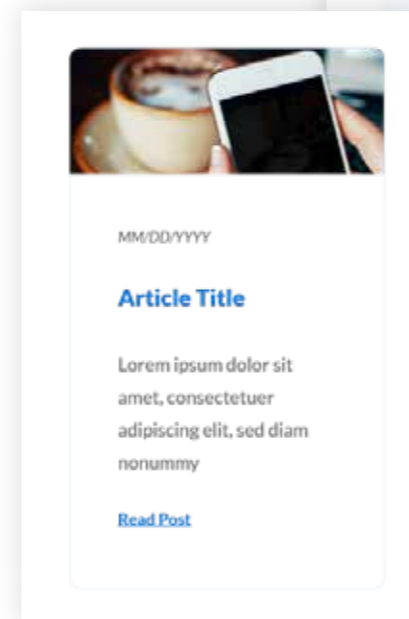 MM/DD/YYYY
Article Title
Lorem ipsum dolor sit
amet, consectetuer
adipiscing elit, sed diam
nonummy
Read Post